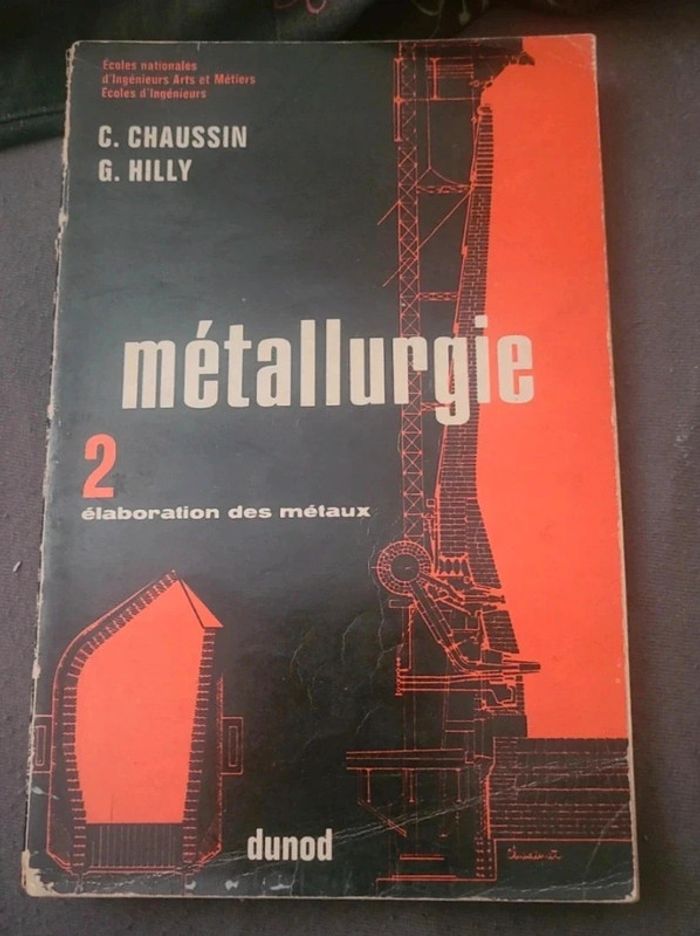 Écoles nationales
d'Ingénieurs Arts et Métiers
Écoles d'Ingénieurs
C. CHAUSSIN
G. HILLY
métallurgie
2
élaboration des métaux
dunod